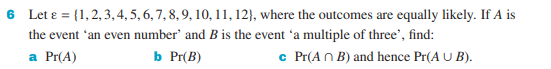 6 Let ε = {1, 2, 3, 4, 5, 6, 7, 8, 9, 10, 11, 12}, where the outcomes are equally likely. If A is
the event ‘an even number’ and B is the event ‘a multiple of three’, find:
a Pr(A) b Pr(B) c Pr(A ∩ B) and hence Pr(A ∪ B).